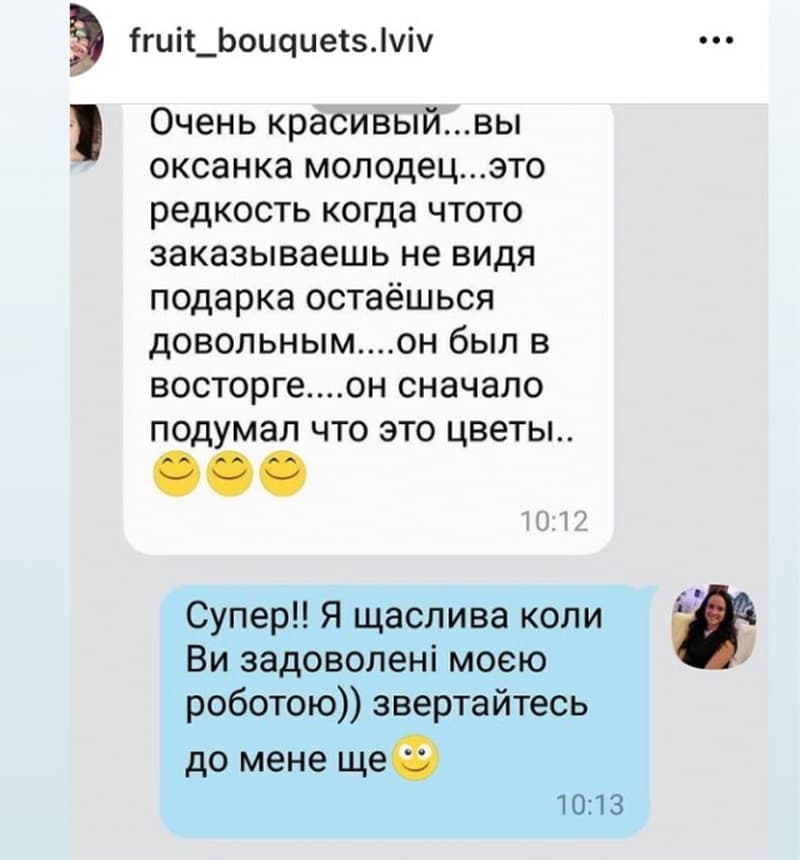 fruit_bouquets.lviv
Очень красивый...вы
оксанка молодец...это
редкость когда чтото
заказываешь не видя
подарка остаёшься
довольным....он был в
восторге....он сначало
подумал что это цветы..
😊😊😊
10:12
Супер!! Я щаслива коли
Ви задоволені моєю
роботою)) звертайтесь
до мене ще🙂
10:13